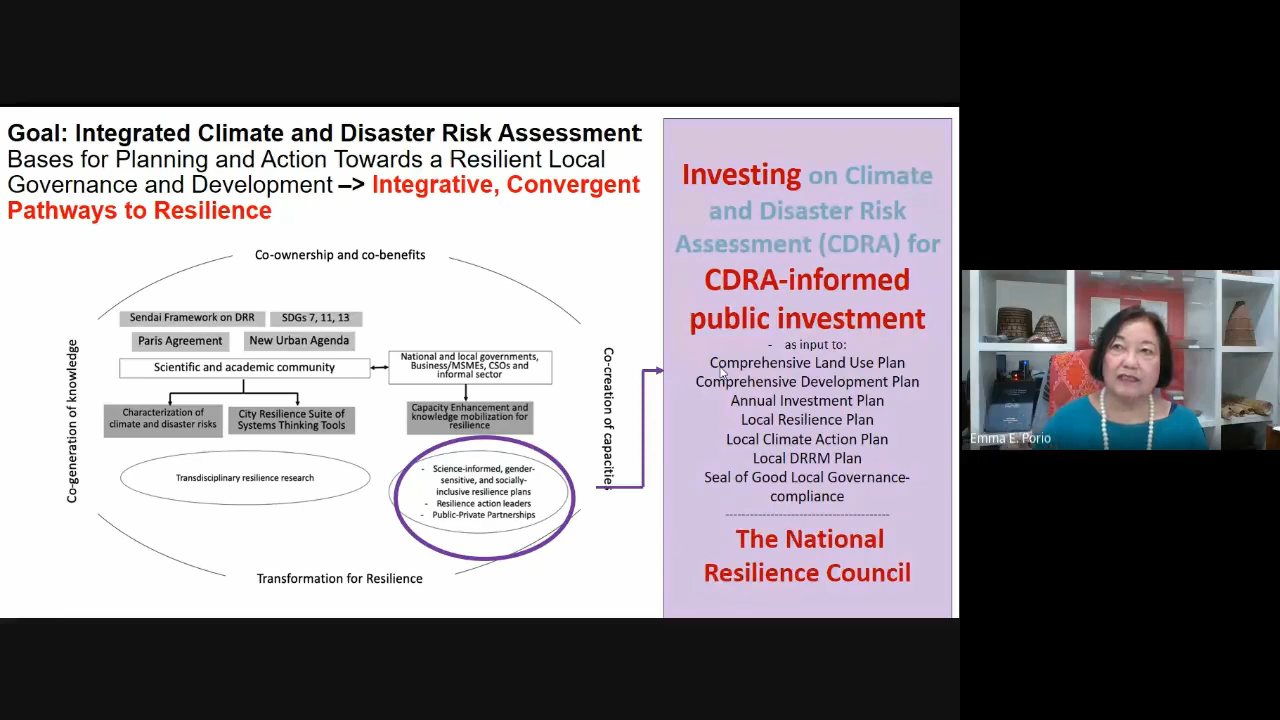 Goal: Integrated Climate and Disaster Risk Assessment:
Bases for Planning and Action Towards a Resilient Local
Governance and Development –> Integrative, Convergent
Pathways to Resilience
Co-ownership and co-benefits
Sendai Framework on DRR
SDGs 7, 11, 13
Paris Agreement
New Urban Agenda
Scientific and academic community
National and local governments,
Business/MSMEs, CSOs and
informal sector
Characterization of
climate and disaster risks
City Resilience Suite of
Systems Thinking Tools
Capacity Enhancement and
knowledge mobilization for
resilience
Transdisciplinary resilience research
- Science-informed, gender-
sensitive, and socially-
inclusive resilience plans
- Resilience action leaders
- Public-Private Partnerships
Co-generation of knowledge
Co-creation of capacities
Transformation for Resilience
Investing on Climate
and Disaster Risk
Assessment (CDRA) for
CDRA-informed
public investment
- as input to:
Comprehensive Land Use Plan
Comprehensive Development Plan
Annual Investment Plan
Local Resilience Plan
Local Climate Action Plan
Local DRRM Plan
Seal of Good Local Governance-
compliance
The National
Resilience Council
Emma E. Porio